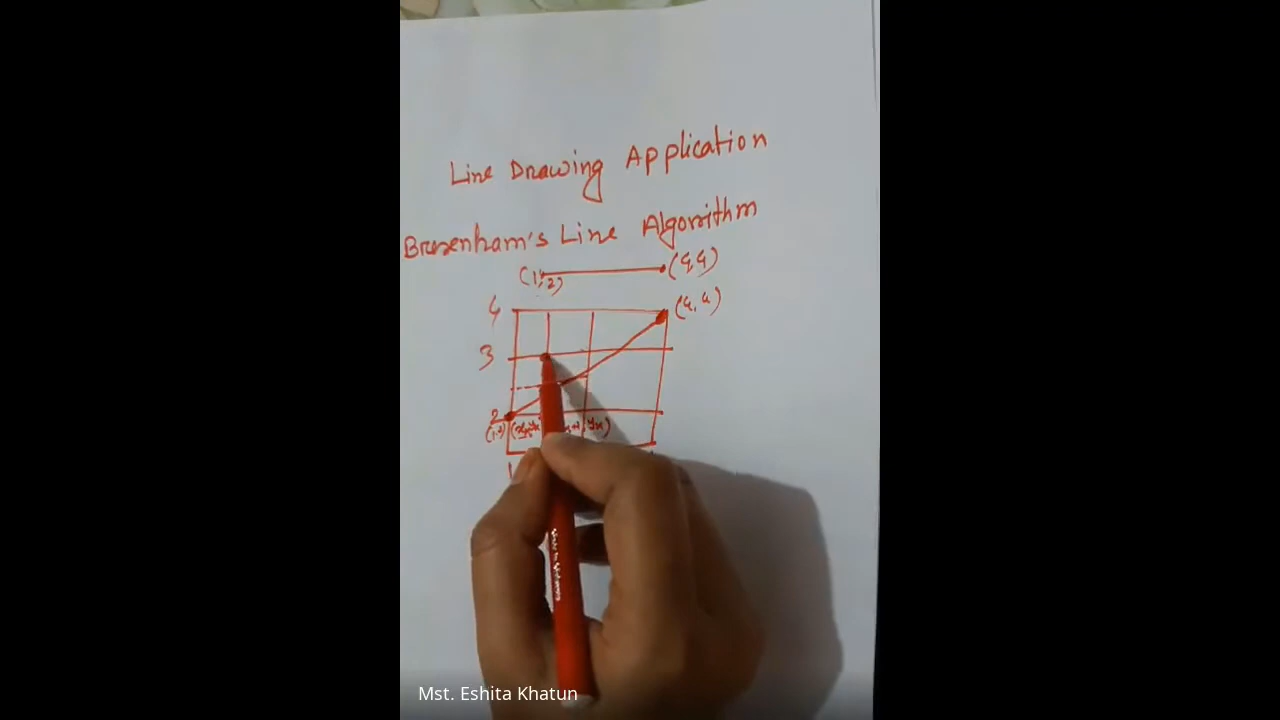 Line Drawing Application
Bresenham's Line Algorithm
(1,2) (4,4)
4 (4,4)
3
2
(1,2)
1
Mst. Eshita Khatun